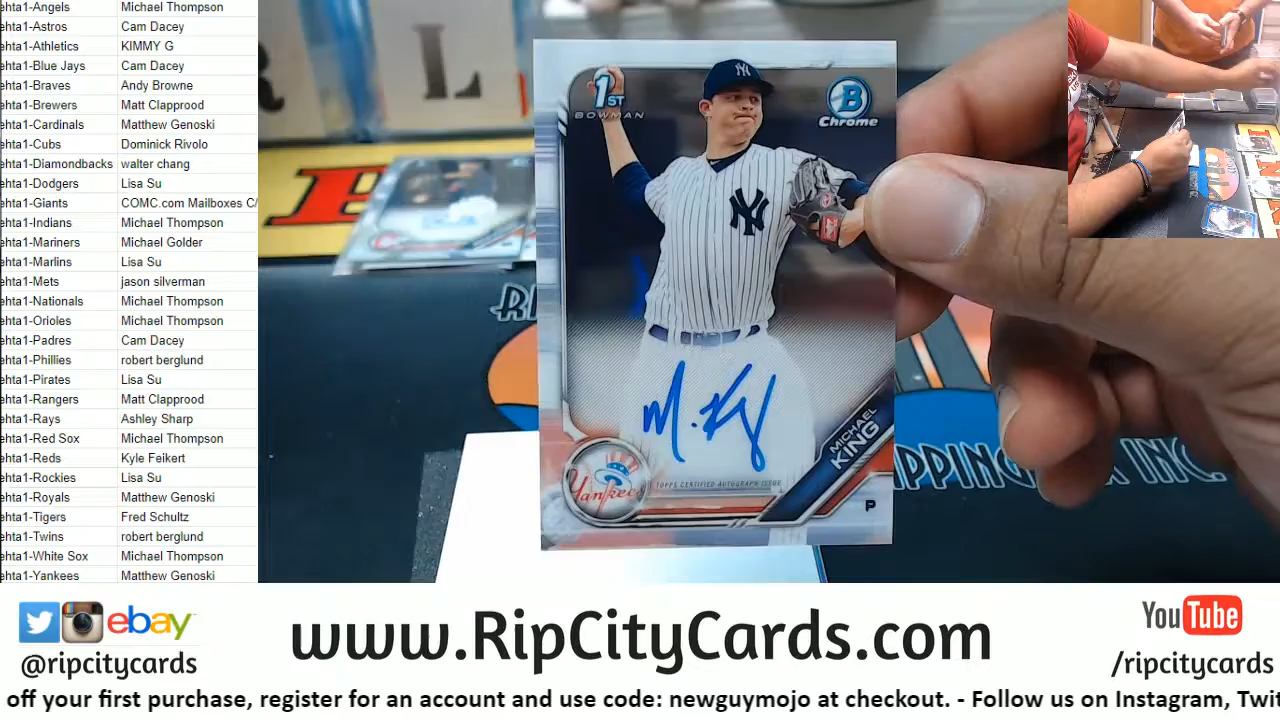 ehta1-Angels Michael Thompson
ehta1-Astros Cam Dacey
ehta1-Athletics KIMMY G
ehta1-Blue Jays Cam Dacey
ehta1-Braves Andy Browne
ehta1-Brewers Matt Clapprood
ehta1-Cardinals Matthew Genoski
ehta1-Cubs Dominick Rivolo
ehta1-Diamondbacks walter chang
ehta1-Dodgers Lisa Su
ehta1-Giants COMC.com Mailboxes C/
ehta1-Indians Michael Thompson
ehta1-Mariners Michael Golder
ehta1-Marlins Lisa Su
ehta1-Mets jason silverman
ehta1-Nationals Michael Thompson
ehta1-Orioles Michael Thompson
ehta1-Padres Cam Dacey
ehta1-Phillies robert berglund
ehta1-Pirates Lisa Su
ehta1-Rangers Matt Clapprood
ehta1-Rays Ashley Sharp
ehta1-Red Sox Michael Thompson
ehta1-Reds Kyle Feikert
ehta1-Rockies Lisa Su
ehta1-Royals Matthew Genoski
ehta1-Tigers Fred Schultz
ehta1-Twins robert berglund
ehta1-White Sox Michael Thompson
ehta1-Yankees Matthew Genoski
1ST
BOWMAN
B
Chrome
NY
NY
M. Kg
MICHAEL
KING
Yankees
TOPPS CERTIFIED AUTOGRAPH ISSUE
P
RI
PPING INC.
ebay
@ripcitycards
www.RipCityCards.com
YouTube
/ripcitycards
off your first purchase, register for an account and use code: newguymojo at checkout. - Follow us on Instagram, Twit